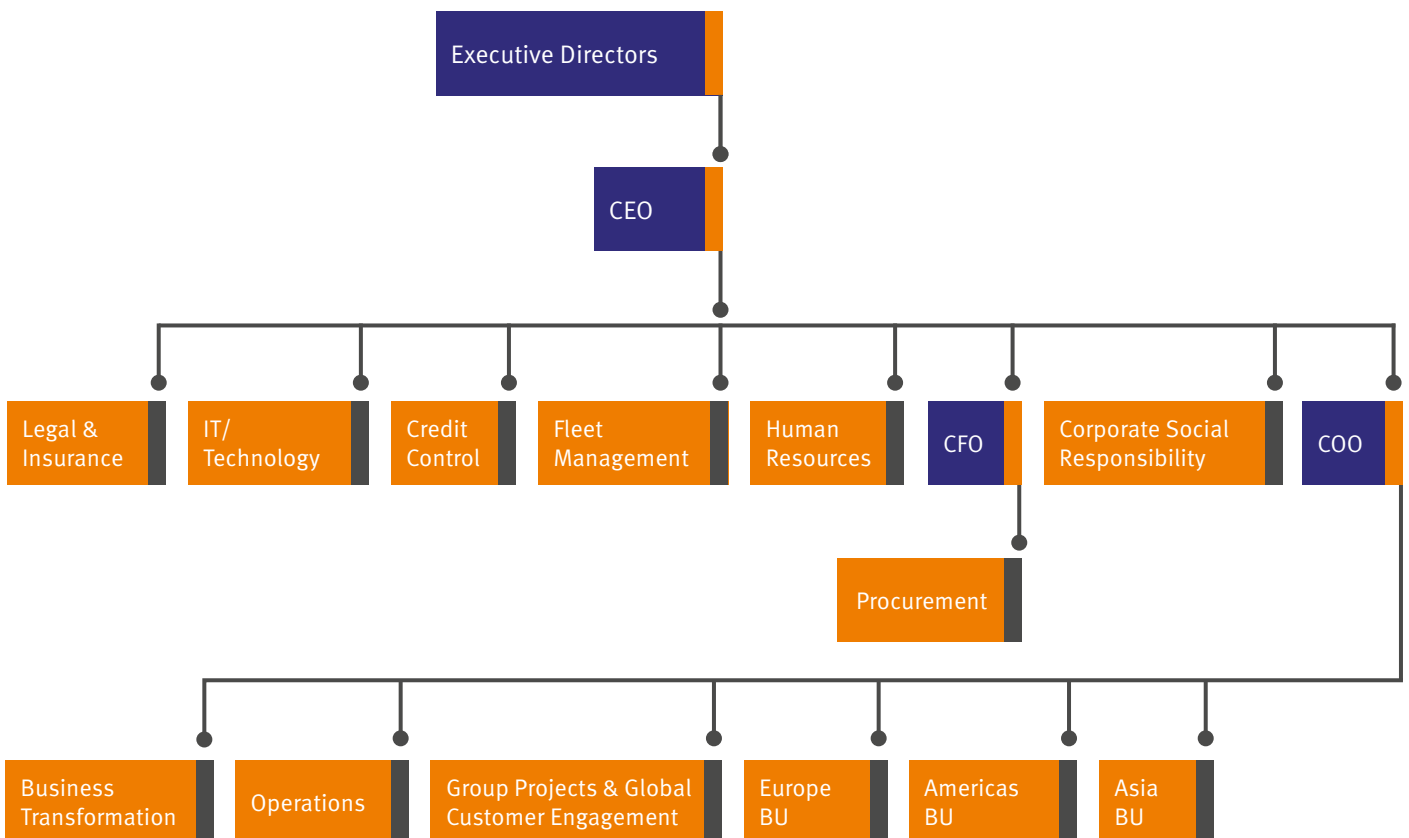 Executive Directors
CEO
Legal &
Insurance
IT/
Technology
Credit
Control
Fleet
Management
Human
Resources
CFO
Corporate Social
Responsibility
COO
Procurement
Business
Transformation
Operations
Group Projects & Global
Customer Engagement
Europe
BU
Americas
BU
Asia
BU